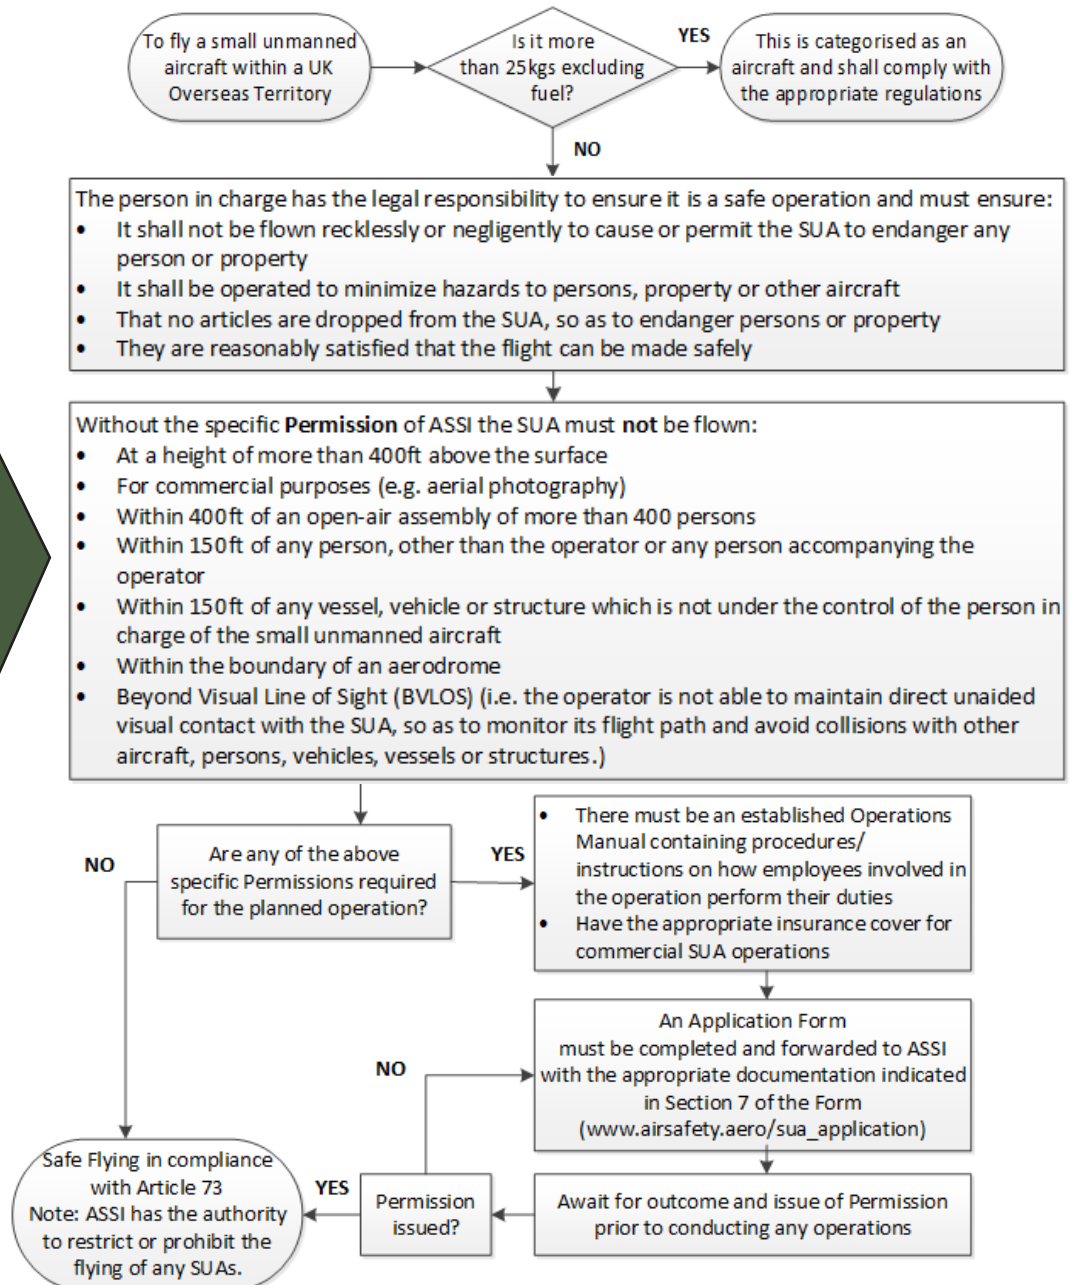 To fly a small unmanned
aircraft within a UK
Overseas Territory
Is it more
than 25kgs excluding
fuel?
YES
This is categorised as an
aircraft and shall comply with
the appropriate regulations
NO
The person in charge has the legal responsibility to ensure it is a safe operation and must ensure:
• It shall not be flown recklessly or negligently to cause or permit the SUA to endanger any
person or property
• It shall be operated to minimize hazards to persons, property or other aircraft
• That no articles are dropped from the SUA, so as to endanger persons or property
• They are reasonably satisfied that the flight can be made safely
Without the specific Permission of ASSI the SUA must not be flown:
• At a height of more than 400ft above the surface
• For commercial purposes (e.g. aerial photography)
• Within 400ft of an open-air assembly of more than 400 persons
• Within 150ft of any person, other than the operator or any person accompanying the
operator
• Within 150ft of any vessel, vehicle or structure which is not under the control of the person in
charge of the small unmanned aircraft
• Within the boundary of an aerodrome
• Beyond Visual Line of Sight (BVLOS) (i.e. the operator is not able to maintain direct unaided
visual contact with the SUA, so as to monitor its flight path and avoid collisions with other
aircraft, persons, vehicles, vessels or structures.)
NO
Are any of the above
specific Permissions required
for the planned operation?
YES
• There must be an established Operations
Manual containing procedures/
instructions on how employees involved in
the operation perform their duties
• Have the appropriate insurance cover for
commercial SUA operations
An Application Form
must be completed and forwarded to ASSI
with the appropriate documentation indicated
in Section 7 of the Form
(www.airsafety.aero/sua_application)
NO
Await for outcome and issue of Permission
prior to conducting any operations
Permission
issued?
YES
Safe Flying in compliance
with Article 73
Note: ASSI has the authority
to restrict or prohibit the
flying of any SUAs.